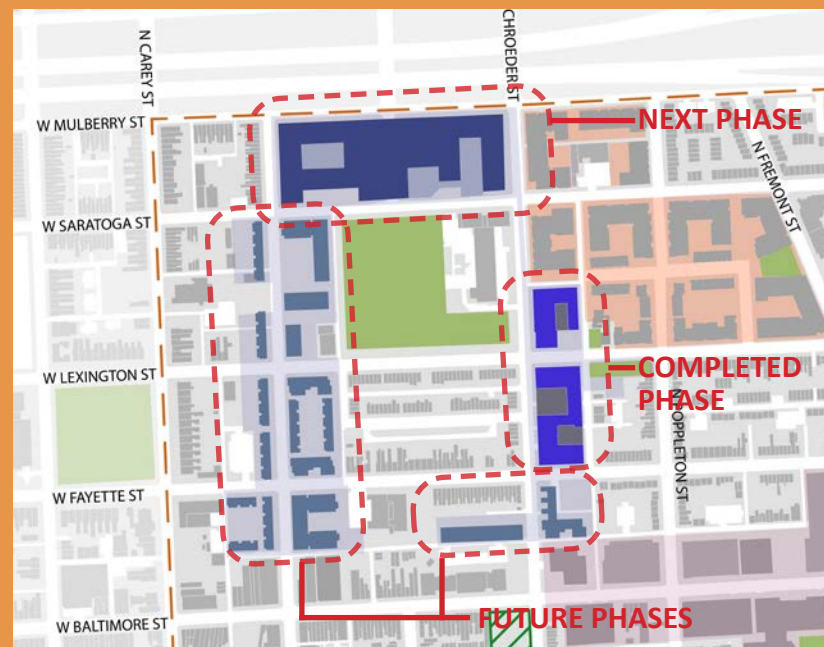 N CAREY ST
CHROEDER ST
W MULBERRY ST
NEXT PHASE
N FREMONT ST
W SARATOGA ST
W LEXINGTON ST
COMPLETED
PHASE
N POPPLETON ST
W FAYETTE ST
FUTURE PHASES
W BALTIMORE ST